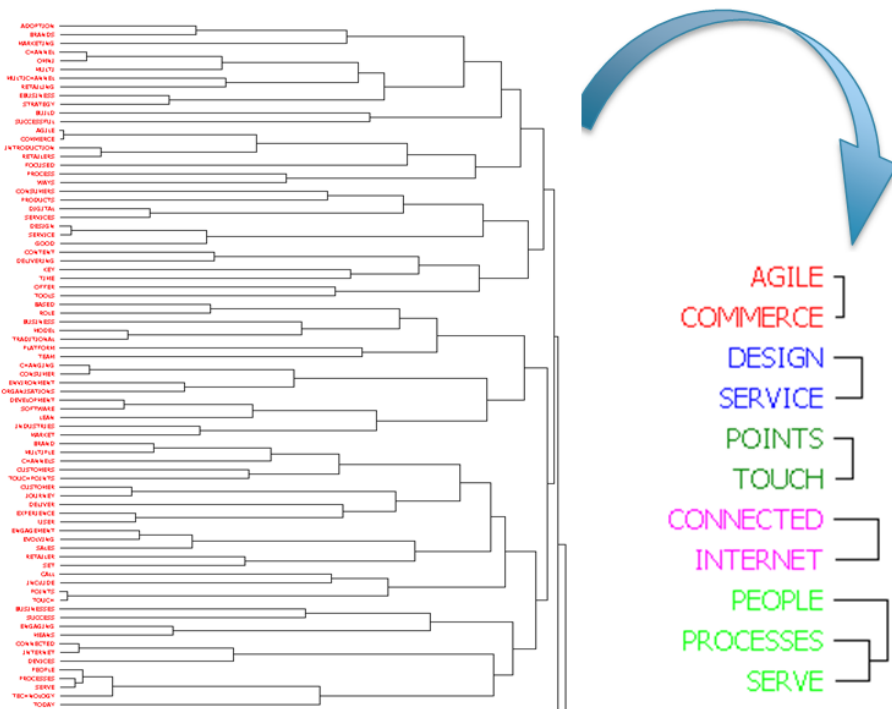 ADOPTION
BRANDS
MARKETING
CHANNEL
OMNI
MULTI
MULTICHANNEL
RETAILING
EBUSINESS
STRATEGY
BUILD
SUCCESSFUL
AGILE
COMMERCE
INTRODUCTION
RETAILERS
FOCUSED
PROCESS
WAYS
CONSUMERS
PRODUCTS
DIGITAL
SERVICES
DESIGN
SERVICE
GOOD
CONTENT
DELIVERING
KEY
TIME
OFFER
TOOLS
BASED
ROLE
BUSINESS
MODEL
TRADITIONAL
PLATFORM
TEAM
CHANGING
CONSUMER
ENVIRONMENT
ORGANISATIONS
DEVELOPMENT
SOFTWARE
LEAN
INDUSTRIES
MARKET
BRAND
MULTIPLE
CHANNELS
CUSTOMERS
TOUCHPOINTS
CUSTOMER
JOURNEY
DELIVER
EXPERIENCE
USER
ENGAGEMENT
EVOLVING
SALES
RETAILER
SET
CALL
INCLUDE
POINTS
TOUCH
BUSINESSES
SUCCESS
ENGAGING
MEANS
CONNECTED
INTERNET
DEVICES
PEOPLE
PROCESSES
SERVE
TECHNOLOGY
TODAY
AGILE
COMMERCE
DESIGN
SERVICE
POINTS
TOUCH
CONNECTED
INTERNET
PEOPLE
PROCESSES
SERVE